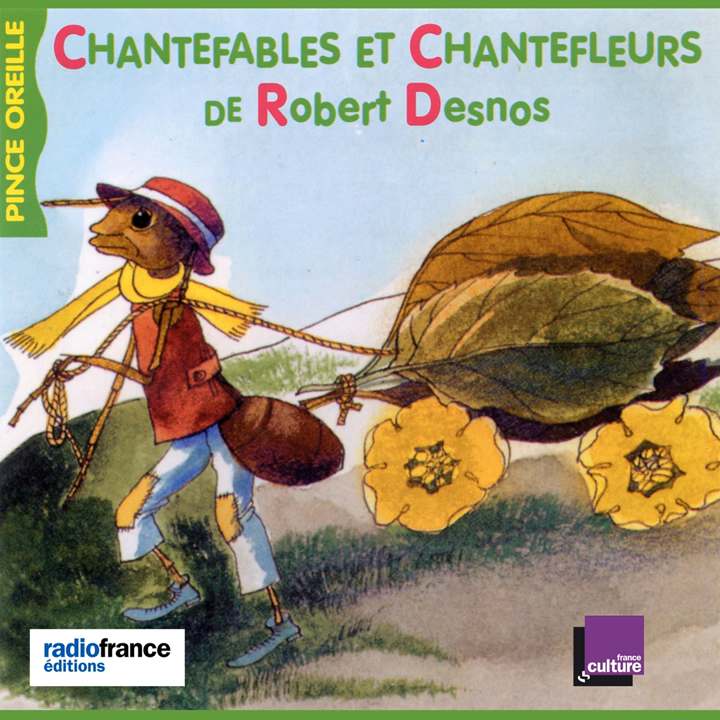 PINCE OREILLE
CHANTEFABLES ET CHANTEFLEURS
DE ROBERT DESNOS
radiofrance
éditions
france
culture